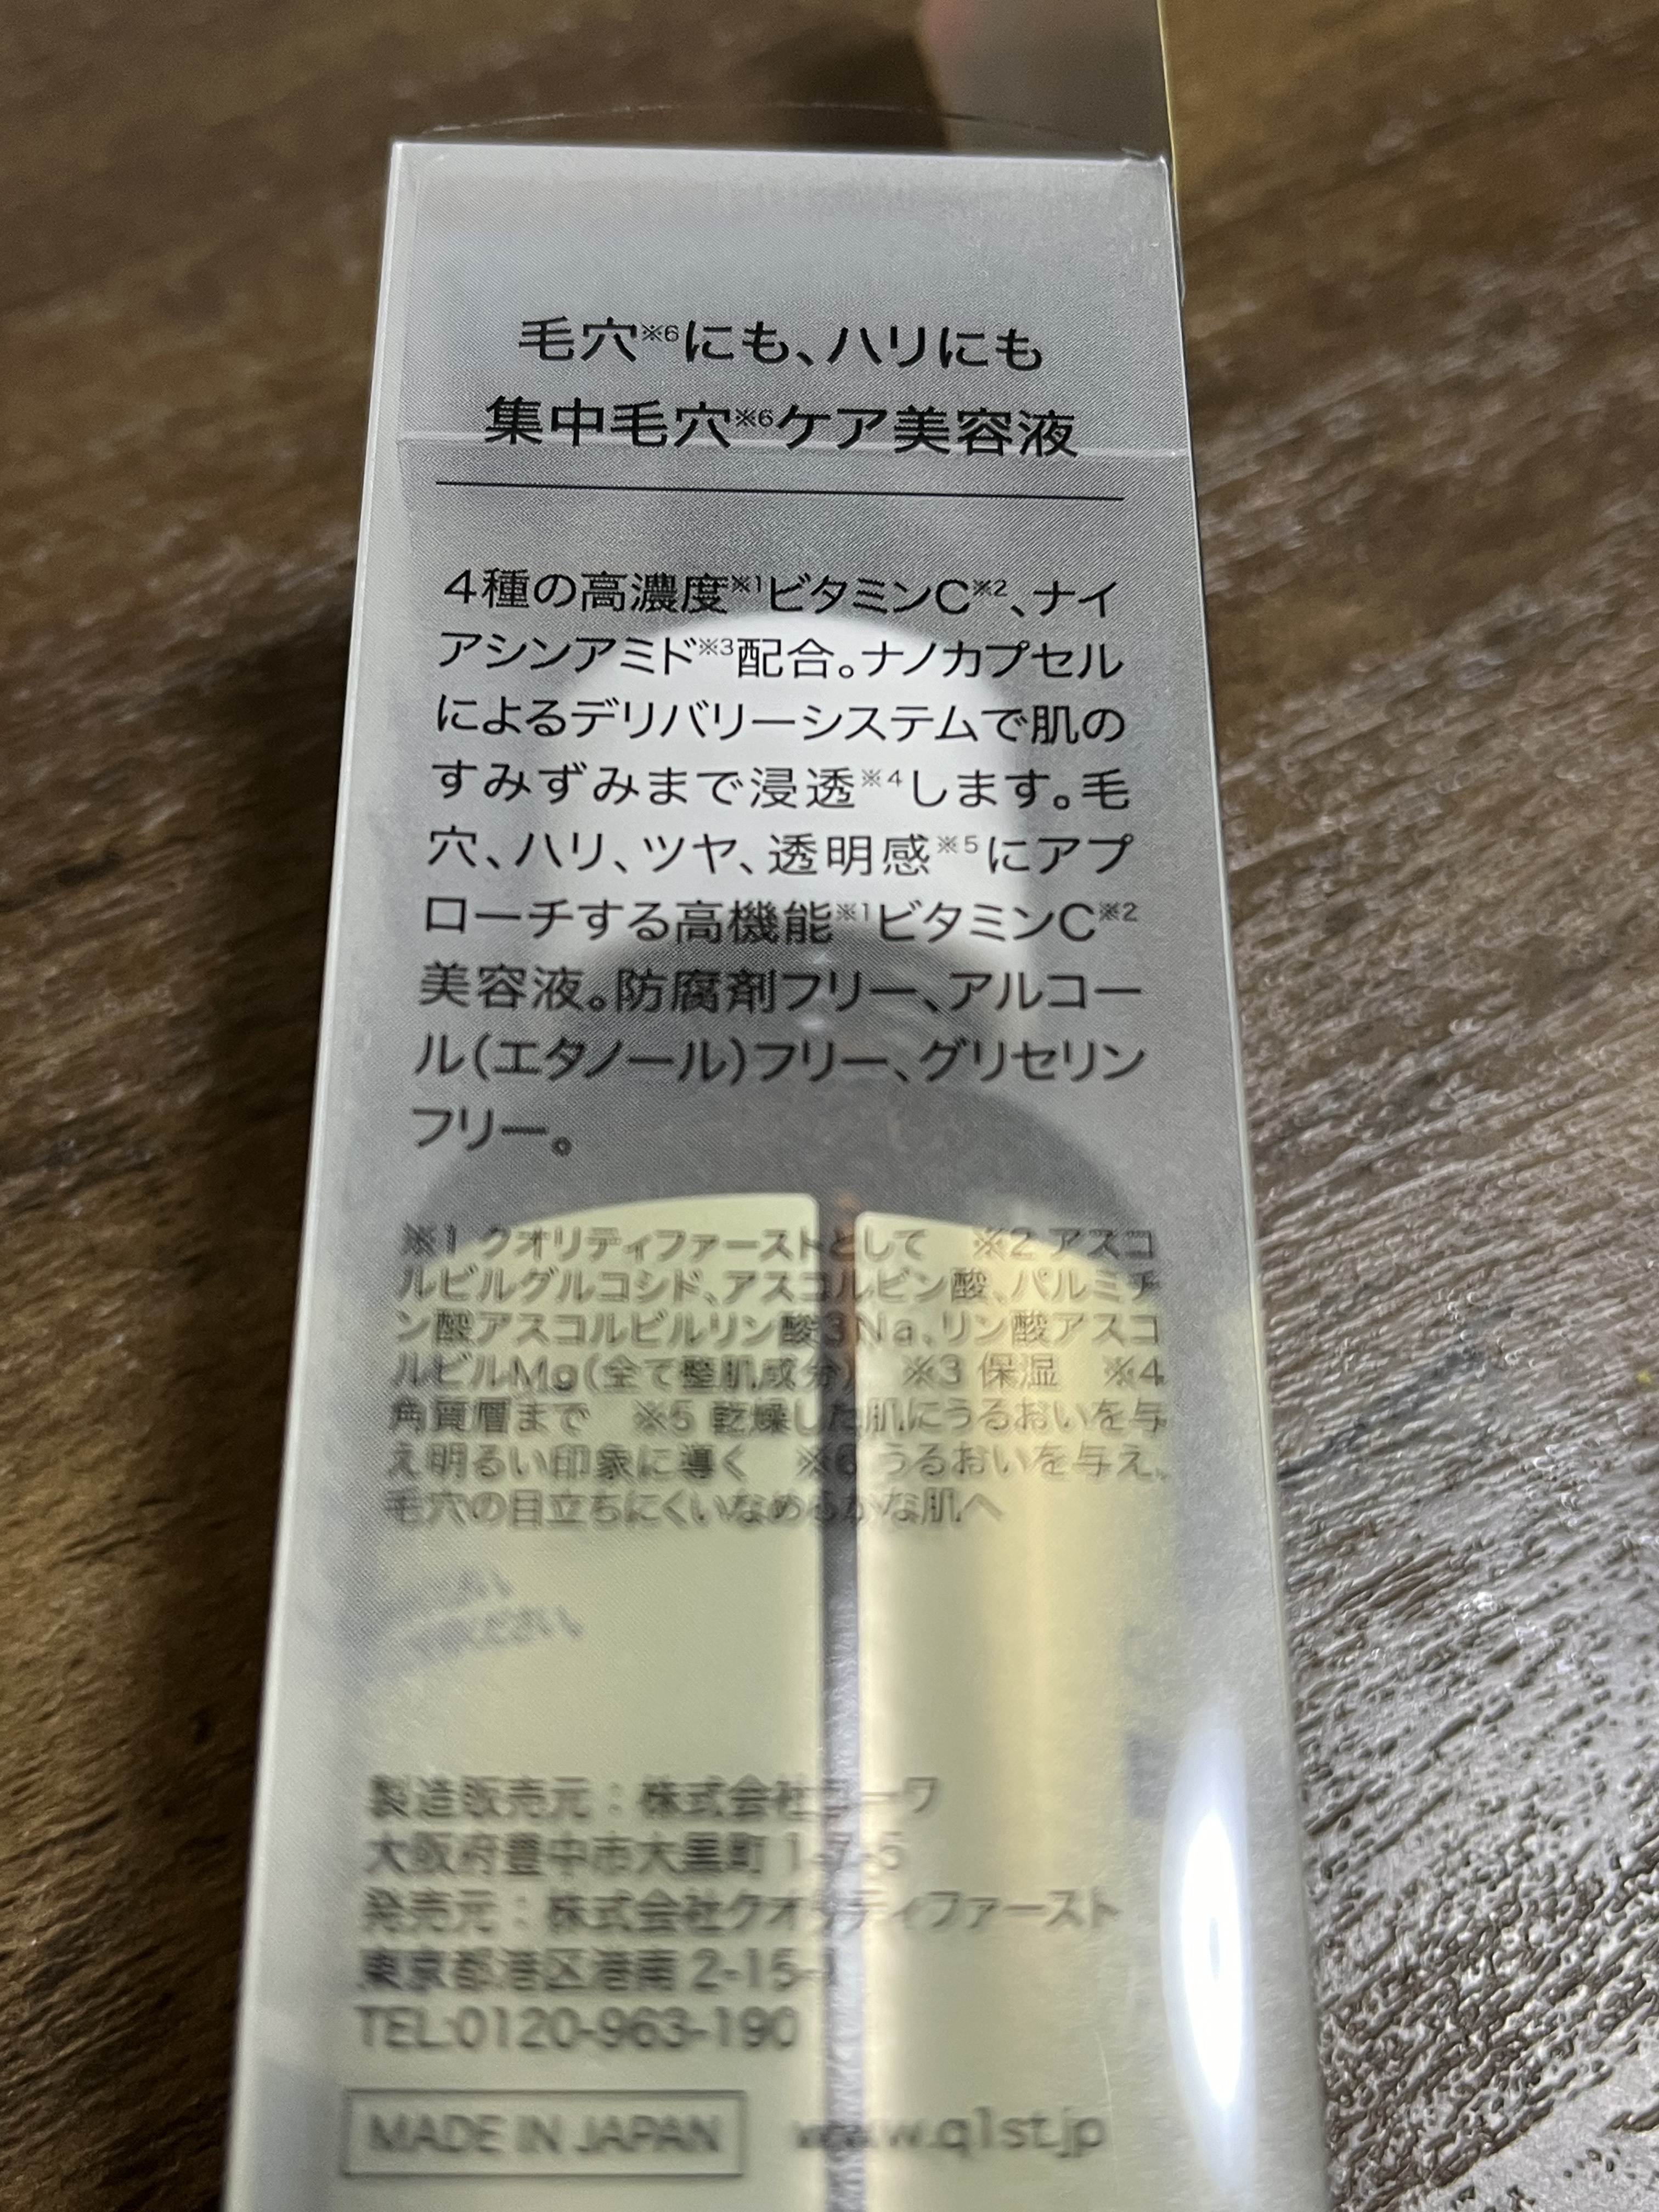 毛穴※6にも、ハリにも
集中毛穴※6ケア美容液
4種の高濃度※1ビタミンC※2、ナイ
アシンアミド※3配合。ナノカプセル
によるデリバリーシステムで肌の
すみずみまで浸透※4します。毛
穴、ハリ、ツヤ、透明感※5にアプ
ローチする高機能※1ビタミンC※2
美容液。防腐剤フリー、アルコー
ル(エタノール)フリー、グリセリン
フリー。
※1 クオリティファーストとして ※2 アスコ
ルビルグルコシド、アスコルビン酸、パルミチ
ン酸アスコルビルリン酸3Na、リン酸アスコ
ルビルMg(全て整肌成分) ※3 保湿 ※4
角質層まで ※5 乾燥した肌にうるおいを与
え明るい印象に導く ※6 うるおいを与え、
毛穴の目立ちにくいなめらかな肌へ
ください。
製造販売元：株式会社コーワ
大阪府豊中市大黒町 1-7-5
発売元：株式会社クオリティファースト
東京都港区港南 2-15-1
TEL:0120-963-190
MADE IN JAPAN www.q1st.jp